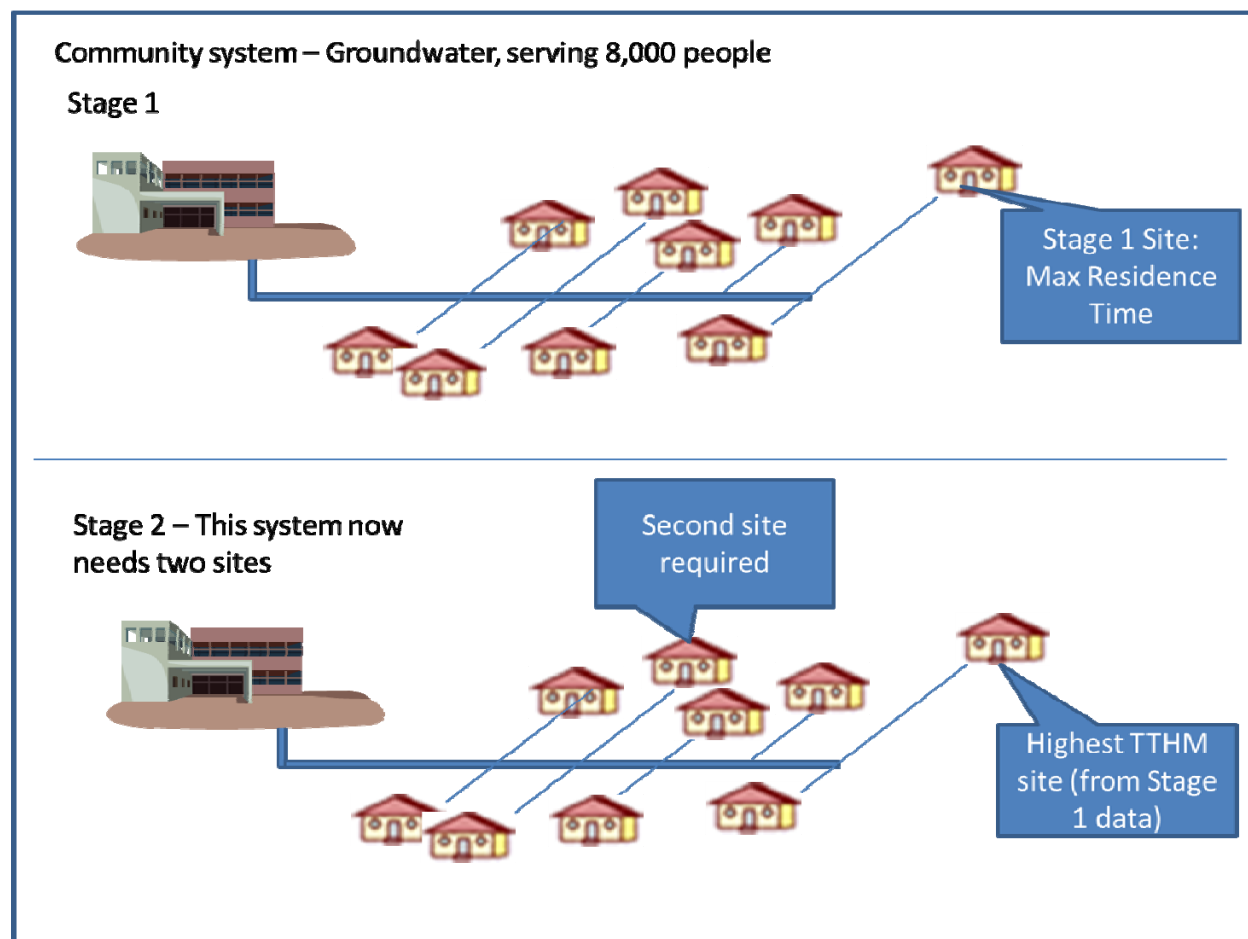 Community system – Groundwater, serving 8,000 people
Stage 1
Stage 1 Site:
Max Residence
Time
Stage 2 – This system now
needs two sites
Second site
required
Highest TTHM
site (from Stage
1 data)